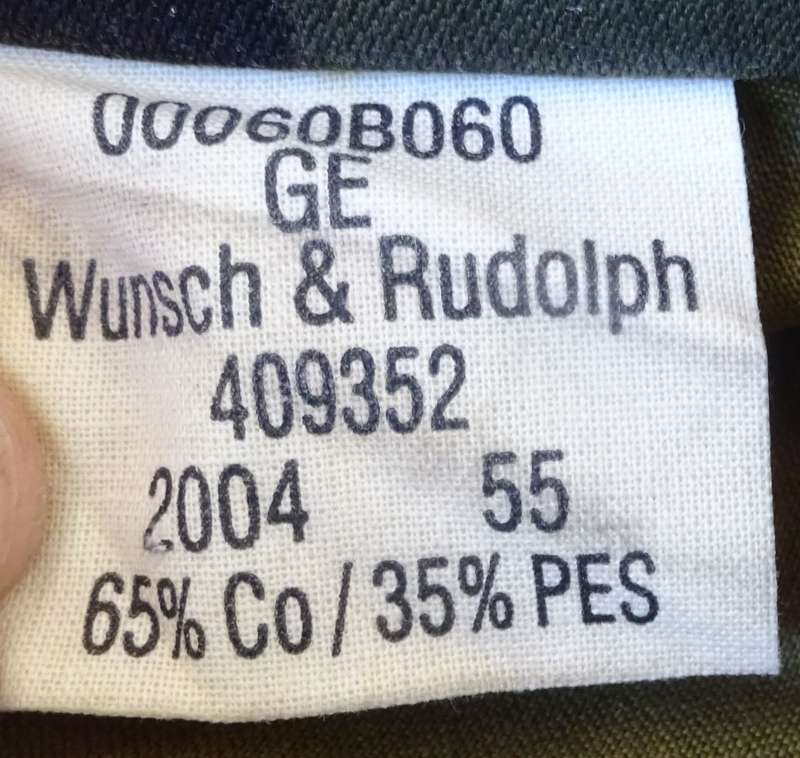 00060B060
GE
Wunsch & Rudolph
409352
2004 55
65% Co / 35% PES